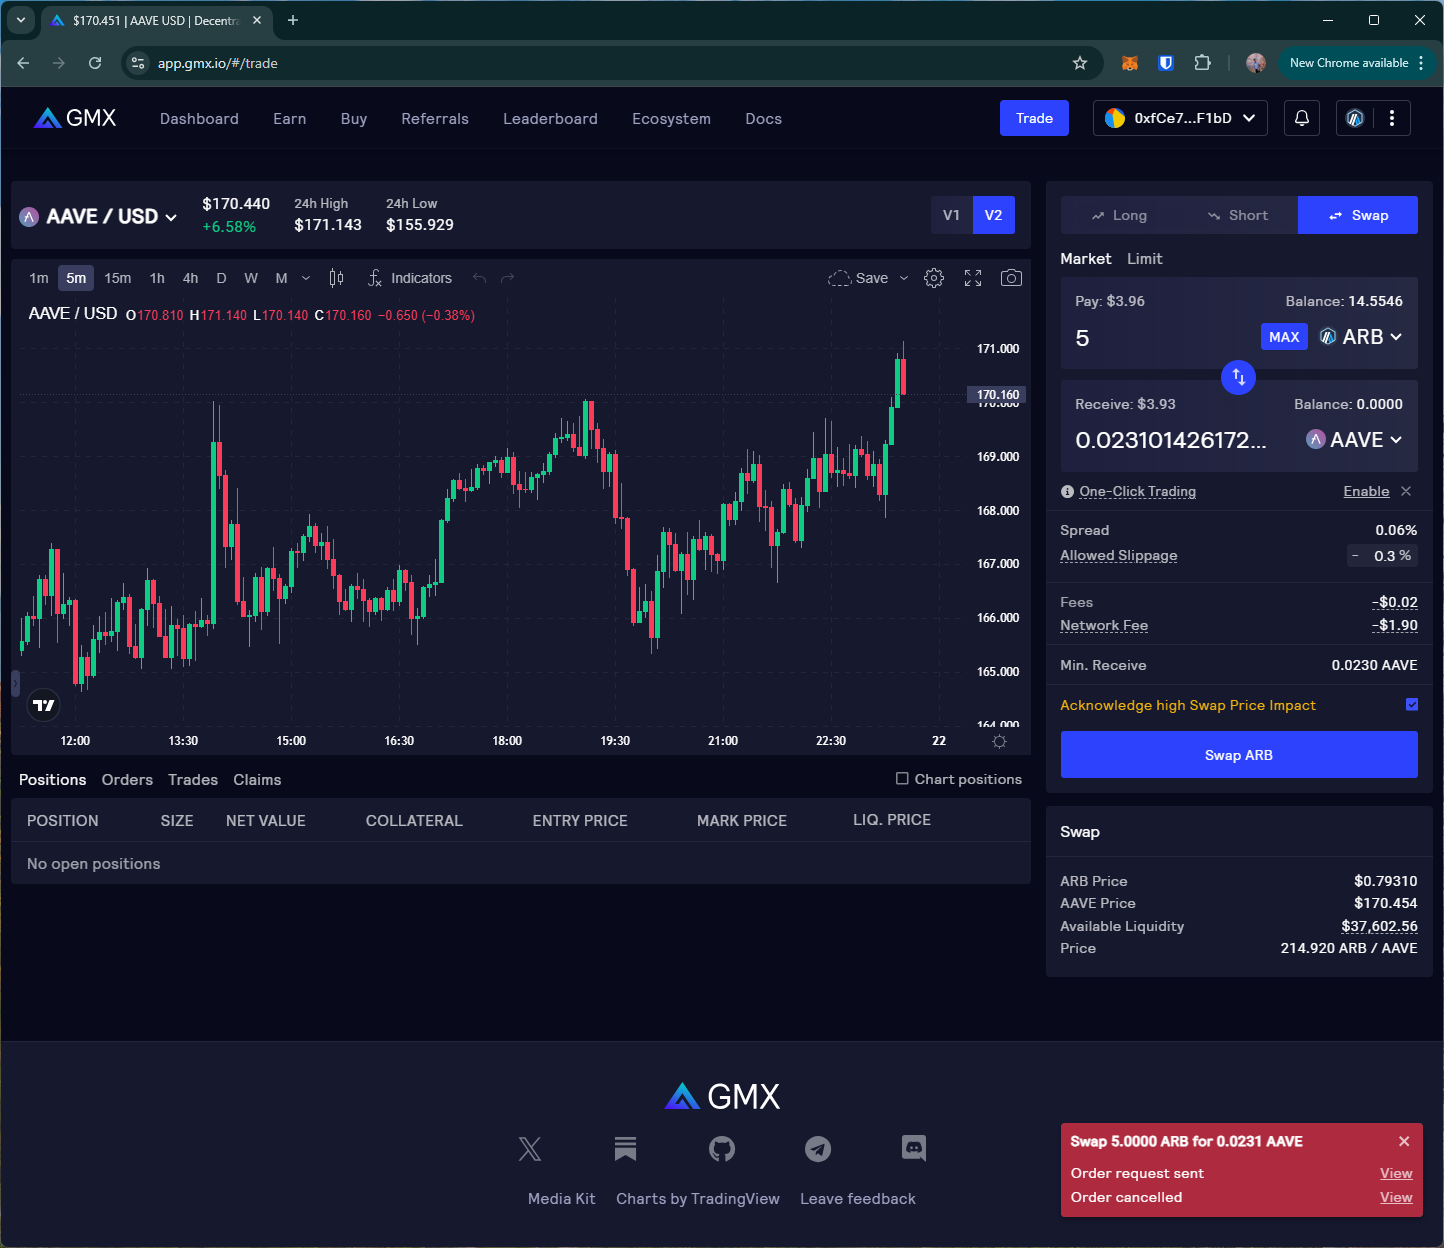 $170.451 | AAVE USD | Decentra
app.gmx.io/#/trade
New Chrome available
GMX
Dashboard
Earn
Buy
Referrals
Leaderboard
Ecosystem
Docs
Trade
0xfCe7...F1bD
AAVE / USD
$170.440
+6.58%
24h High
$171.143
24h Low
$155.929
V1
V2
1m
5m
15m
1h
4h
D
W
M
Indicators
Save
AAVE / USD O170.810 H171.140 L170.140 C170.160 −0.650 (−0.38%)
171.000
170.160
170.000
169.000
168.000
167.000
166.000
165.000
164.000
12:00
13:30
15:00
16:30
18:00
19:30
21:00
22:30
22
Positions
Orders
Trades
Claims
Chart positions
POSITION
SIZE
NET VALUE
COLLATERAL
ENTRY PRICE
MARK PRICE
LIQ. PRICE
No open positions
Long
Short
Swap
Market
Limit
Pay: $3.96
Balance: 14.5546
5
MAX
ARB
Receive: $3.93
Balance: 0.0000
0.023101426172...
AAVE
One-Click Trading
Enable
Spread
0.06%
Allowed Slippage
− 0.3 %
Fees
-$0.02
Network Fee
-$1.90
Min. Receive
0.0230 AAVE
Acknowledge high Swap Price Impact
Swap ARB
Swap
ARB Price
$0.79310
AAVE Price
$170.454
Available Liquidity
$37,602.56
Price
214.920 ARB / AAVE
GMX
Media Kit
Charts by TradingView
Leave feedback
Swap 5.0000 ARB for 0.0231 AAVE
Order request sent
View
Order cancelled
View